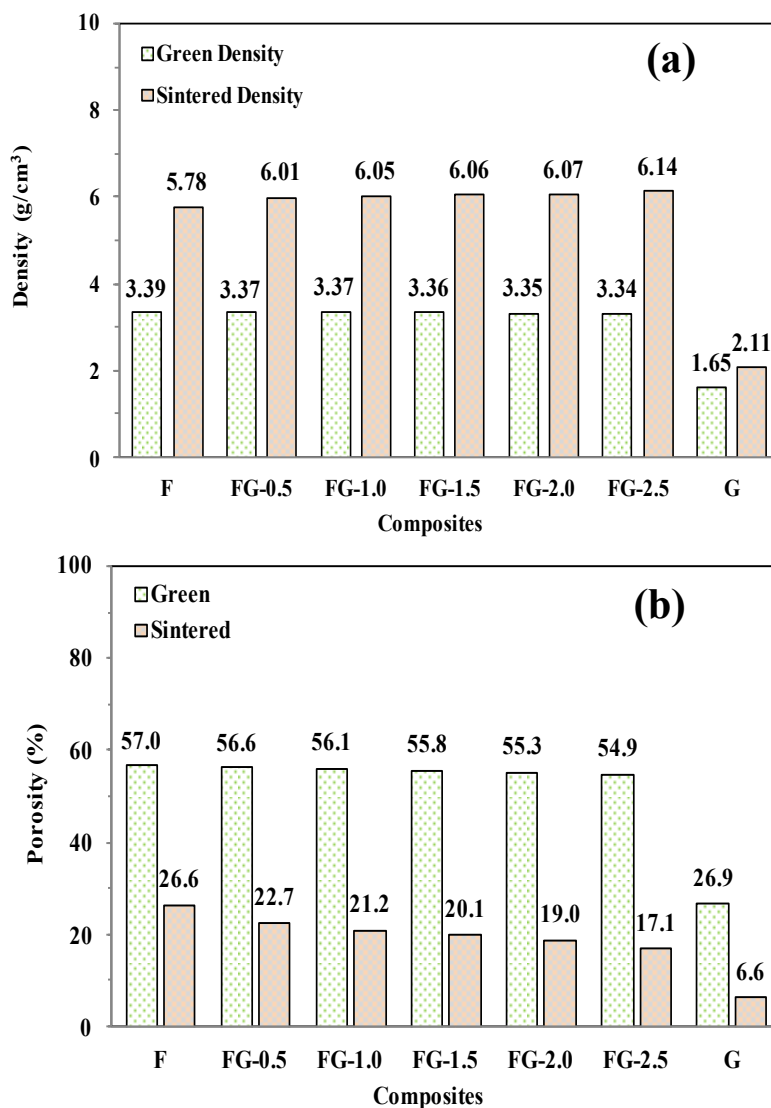 (a)
Green Density
Sintered Density
Density (g/cm³)
10
8
6
4
2
0
3.39 5.78 3.37 6.01 3.37 6.05 3.36 6.06 3.35 6.07 3.34 6.14 1.65 2.11
F FG-0.5 FG-1.0 FG-1.5 FG-2.0 FG-2.5 G
Composites
(b)
Green
Sintered
Porosity (%)
100
80
60
40
20
0
57.0 26.6 56.6 22.7 56.1 21.2 55.8 20.1 55.3 19.0 54.9 17.1 26.9 6.6
F FG-0.5 FG-1.0 FG-1.5 FG-2.0 FG-2.5 G
Composites